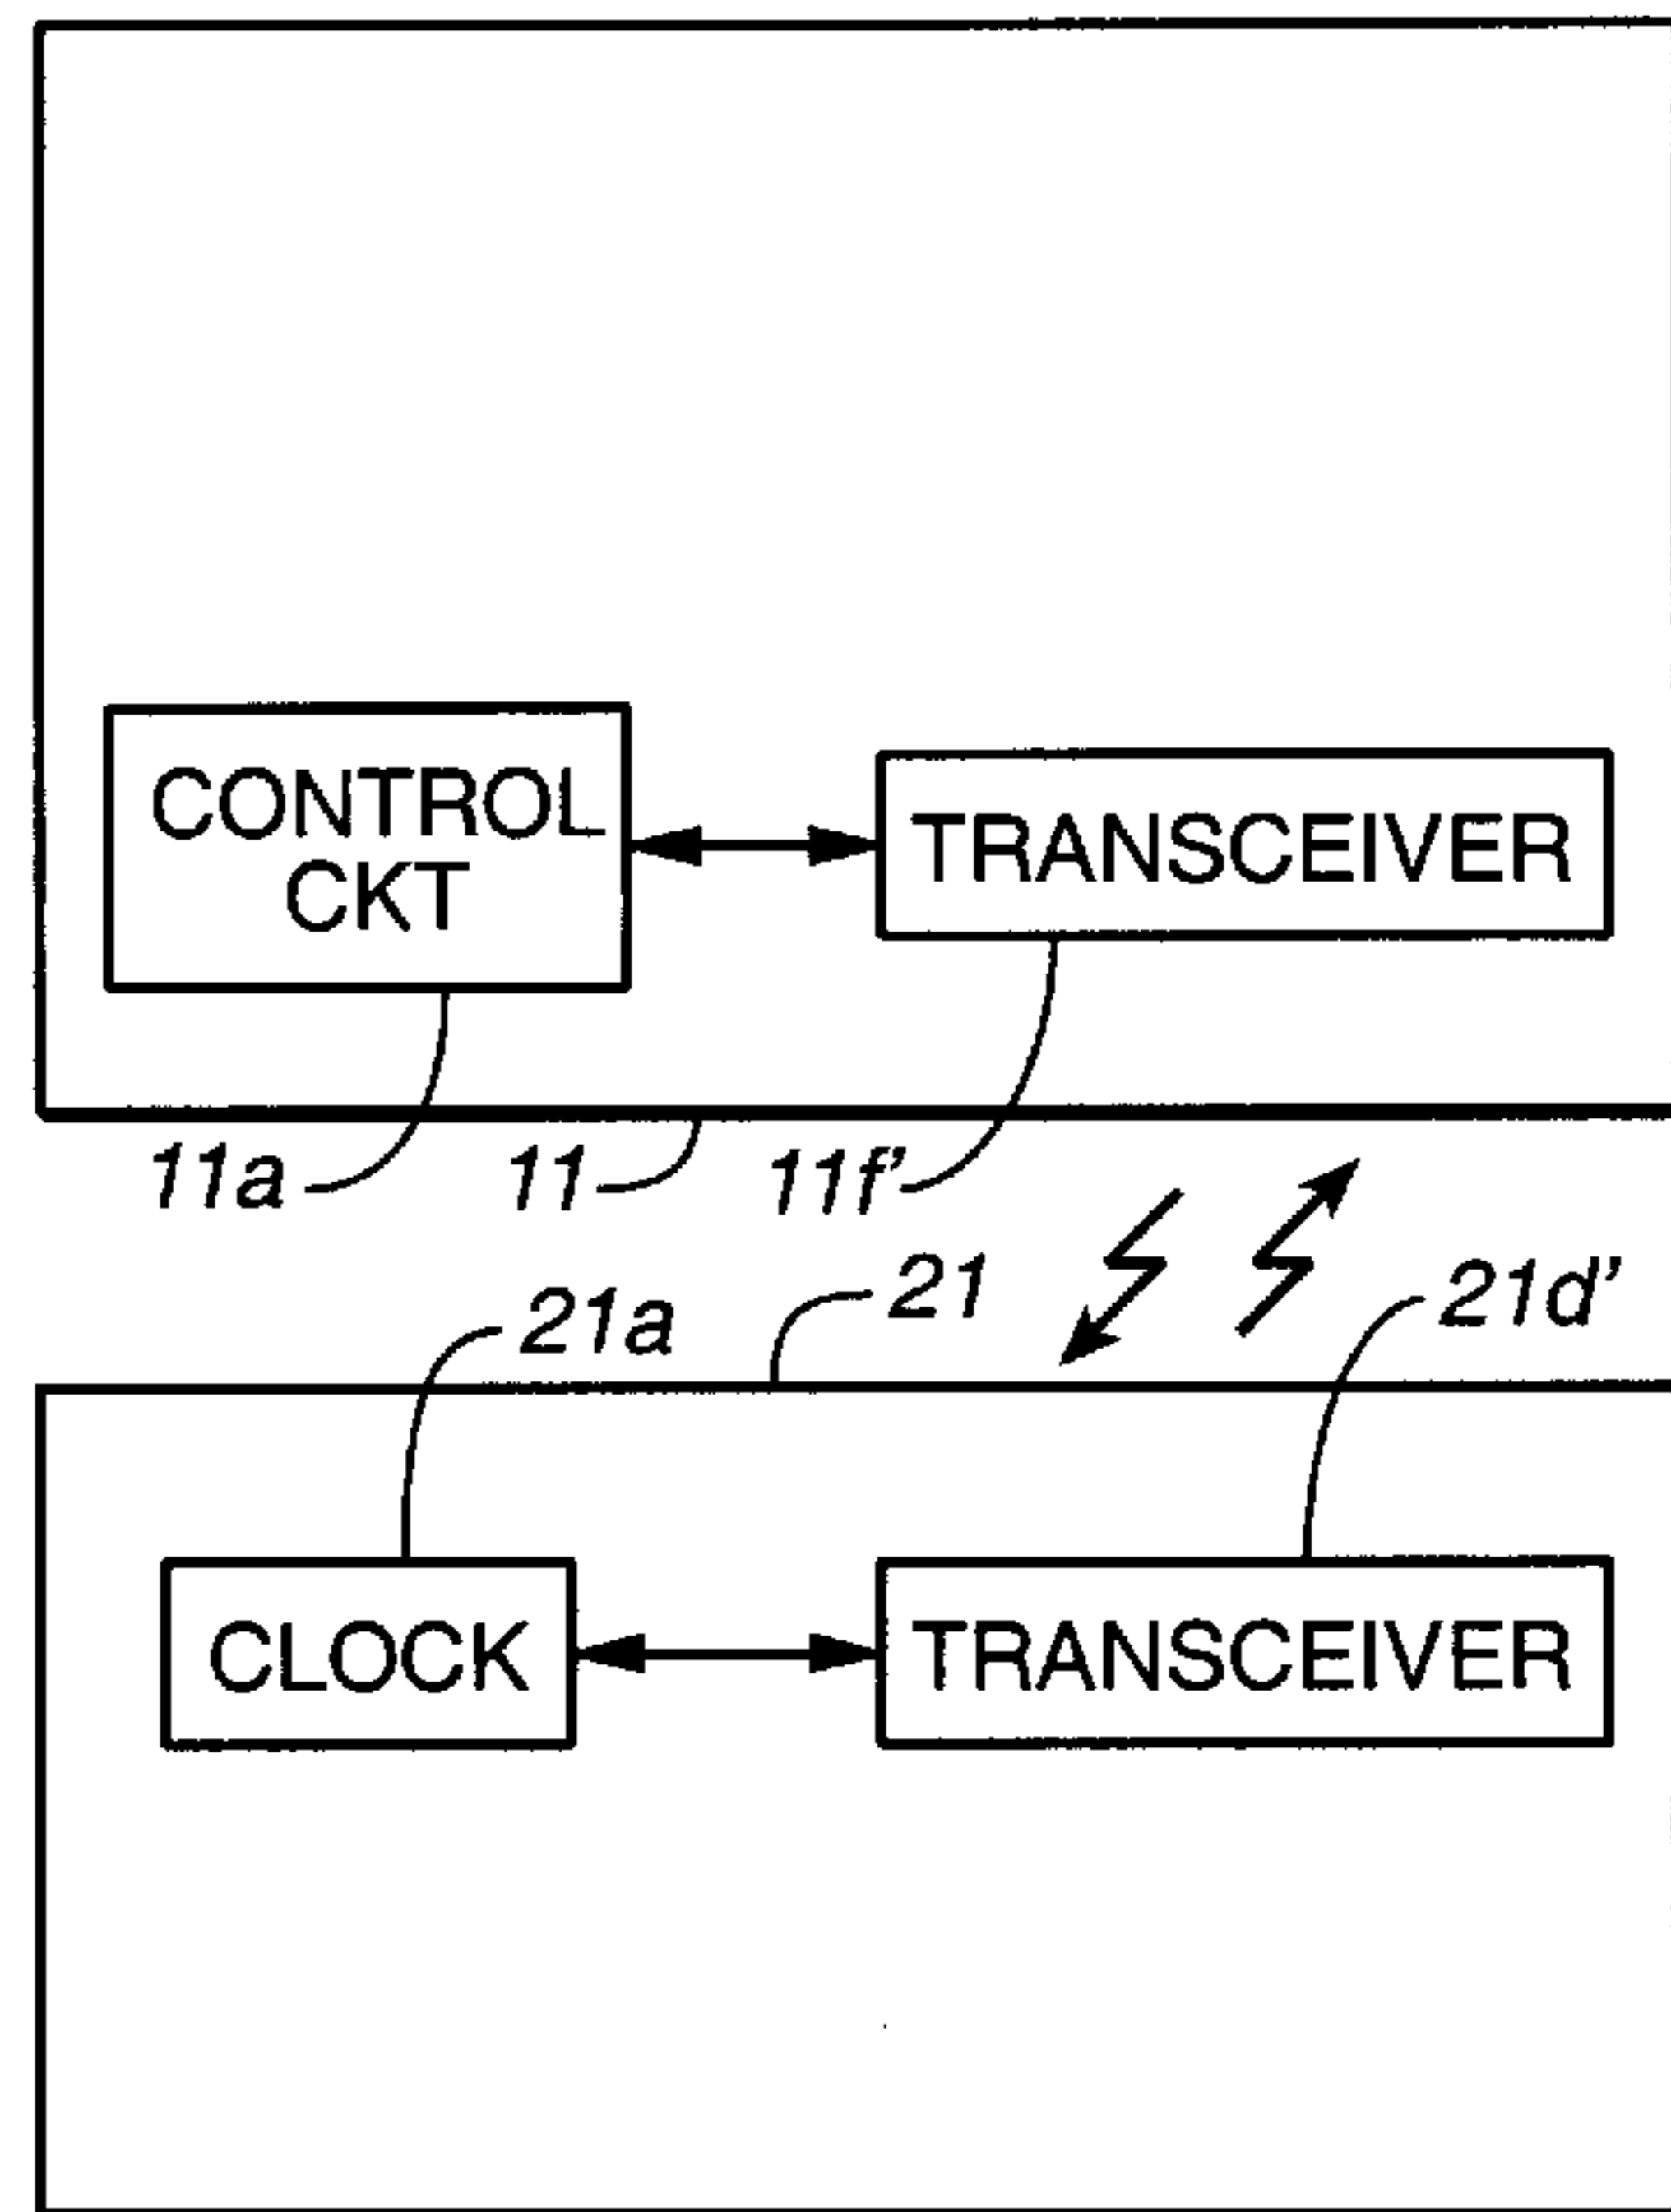 CONTROL
CKT
TRANSCEIVER
11a
11
11f'
21a
21
21d'
CLOCK
TRANSCEIVER